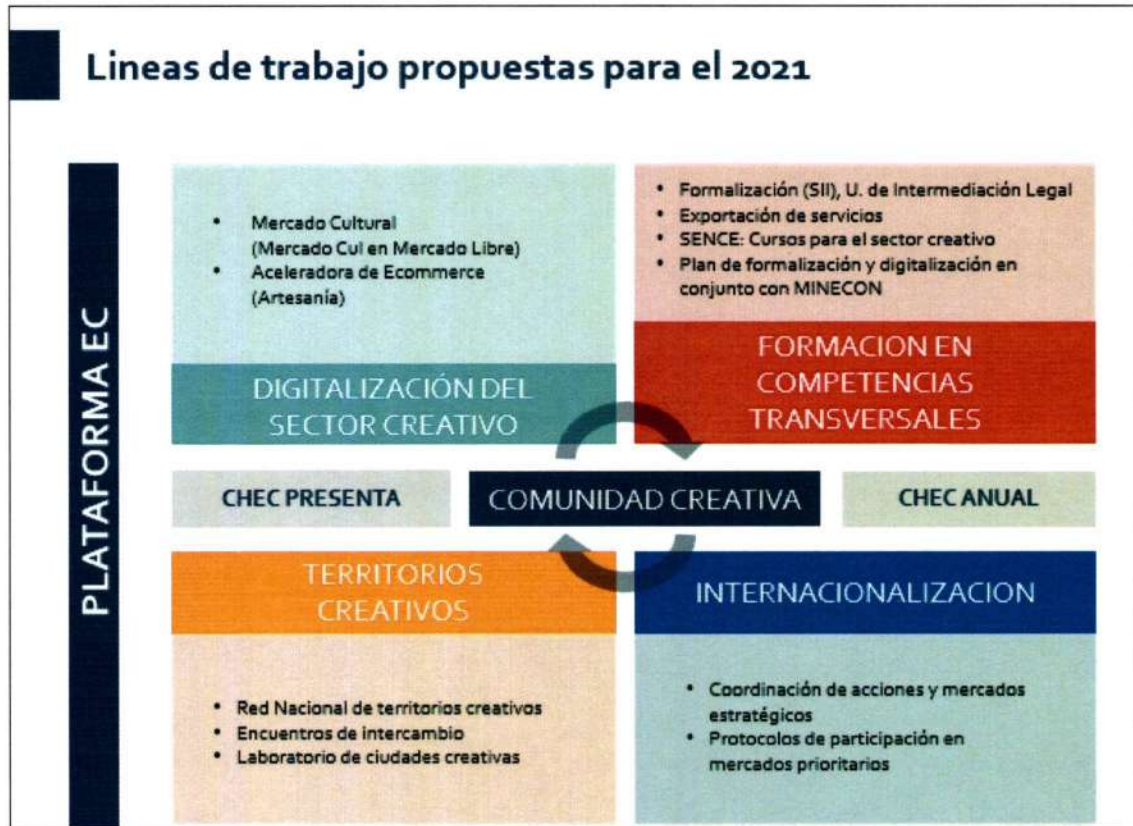 Lineas de trabajo propuestas para el 2021
PLATAFORMA EC
• Mercado Cultural
(Mercado Cul en Mercado Libre)
• Aceleradora de Ecommerce
(Artesanía)
DIGITALIZACIÓN DEL
SECTOR CREATIVO
• Formalización (SII), U. de Intermediación Legal
• Exportación de servicios
• SENCE: Cursos para el sector creativo
• Plan de formalización y digitalización en
conjunto con MINECON
FORMACION EN
COMPETENCIAS
TRANSVERSALES
CHEC PRESENTA
COMUNIDAD CREATIVA
CHEC ANUAL
TERRITORIOS
CREATIVOS
• Red Nacional de territorios creativos
• Encuentros de intercambio
• Laboratorio de ciudades creativas
INTERNACIONALIZACION
• Coordinación de acciones y mercados
estratégicos
• Protocolos de participación en
mercados prioritarios